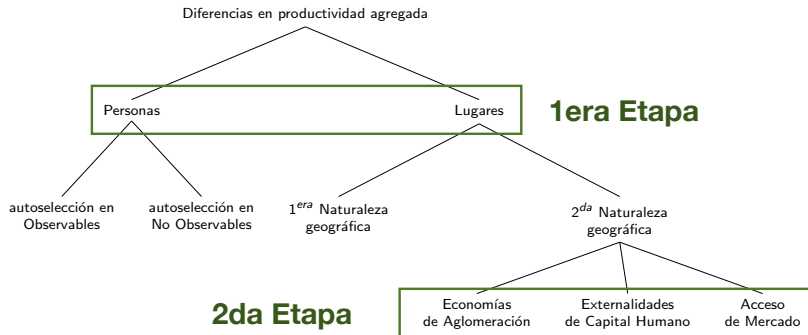 Diferencias en productividad agregada
Personas
Lugares
1era Etapa
autoselección en
Observables
autoselección en
No Observables
1era Naturaleza
geográfica
2da Naturaleza
geográfica
2da Etapa
Economías
de Aglomeración
Externalidades
de Capital Humano
Acceso
de Mercado